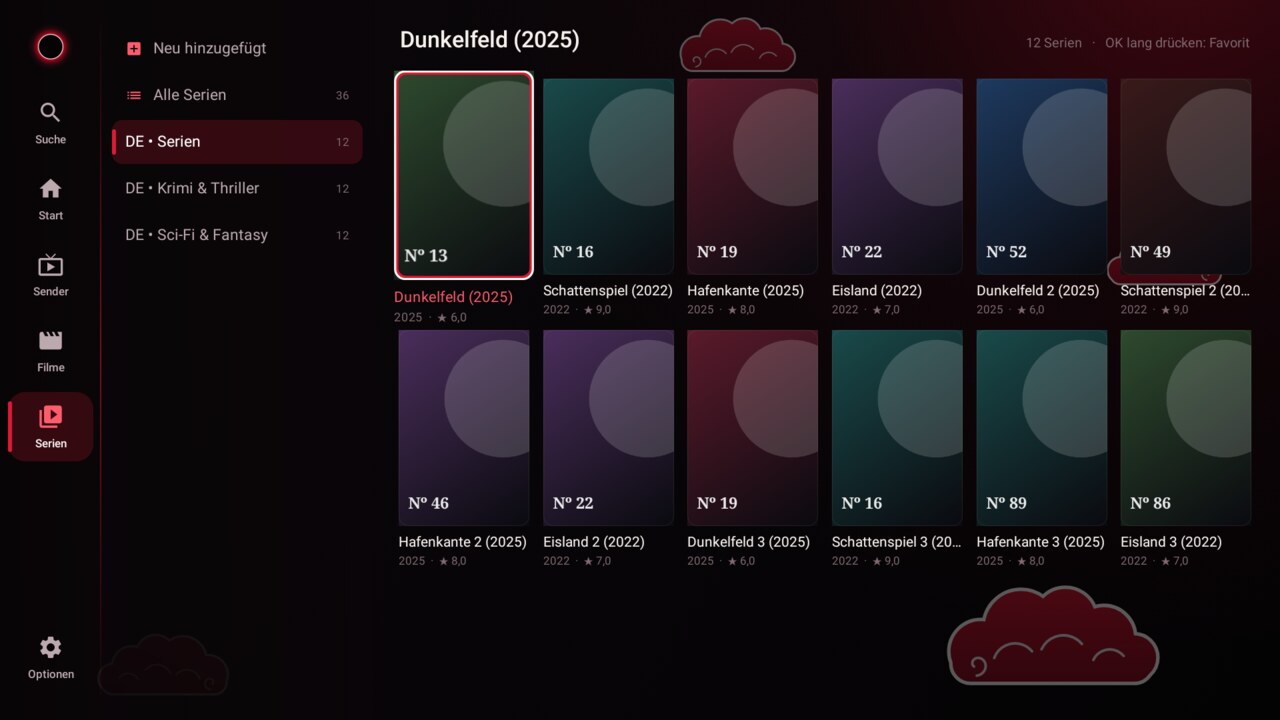 Suche
Start
Sender
Filme
Serien
Optionen
Neu hinzugefügt
Alle Serien 36
DE • Serien 12
DE • Krimi & Thriller 12
DE • Sci-Fi & Fantasy 12
Dunkelfeld (2025)
12 Serien · OK lang drücken: Favorit
Nº 13
Nº 16
Nº 19
Nº 22
Nº 52
Nº 49
Dunkelfeld (2025)
2025 · ★ 6,0
Schattenspiel (2022)
2022 · ★ 9,0
Hafenkante (2025)
2025 · ★ 8,0
Eisland (2022)
2022 · ★ 7,0
Dunkelfeld 2 (2025)
2025 · ★ 6,0
Schattenspiel 2 (20…
2022 · ★ 9,0
Nº 46
Nº 22
Nº 19
Nº 16
Nº 89
Nº 86
Hafenkante 2 (2025)
2025 · ★ 8,0
Eisland 2 (2022)
2022 · ★ 7,0
Dunkelfeld 3 (2025)
2025 · ★ 6,0
Schattenspiel 3 (20…
2022 · ★ 9,0
Hafenkante 3 (2025)
2025 · ★ 8,0
Eisland 3 (2022)
2022 · ★ 7,0